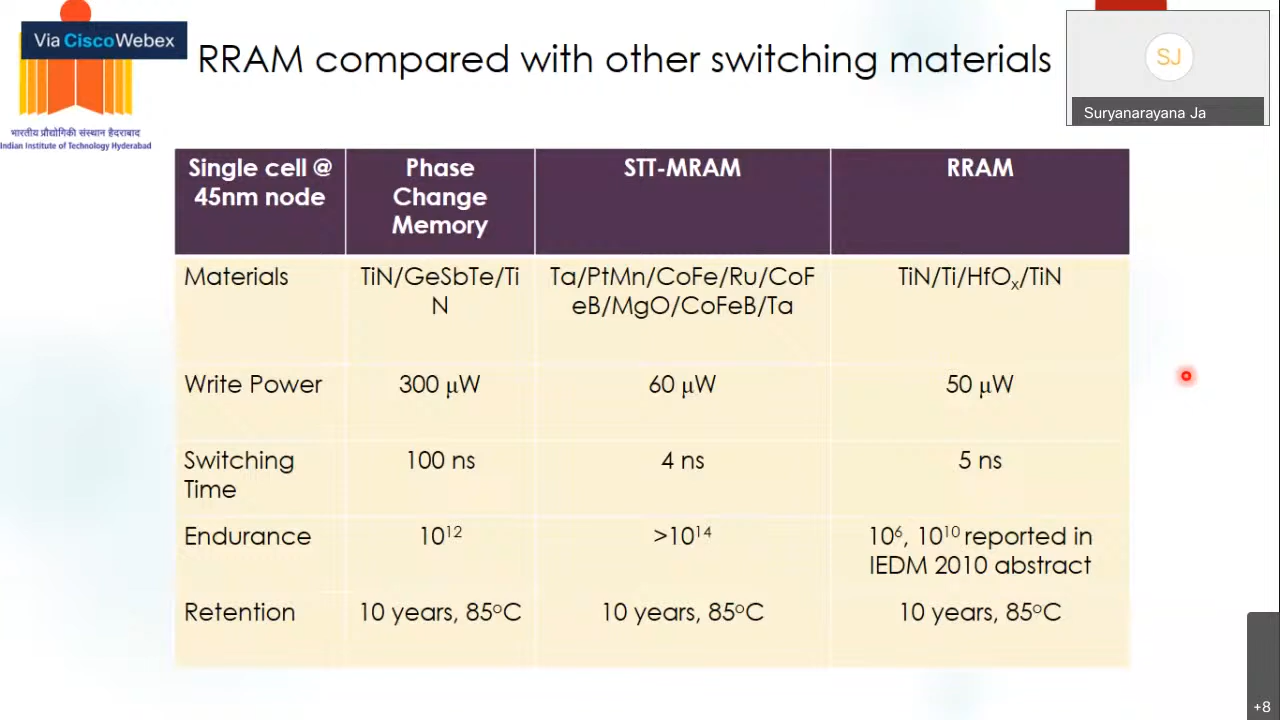 Via Cisco Webex
RRAM compared with other switching materials
SJ
Suryanarayana Ja
भारतीय प्रौद्योगिकी संस्थान हैदराबाद
Indian Institute of Technology Hyderabad
Single cell @
45nm node
Phase
Change
Memory
STT-MRAM
RRAM
Materials
TiN/GeSbTe/Ti
N
Ta/PtMn/CoFe/Ru/CoF
eB/MgO/CoFeB/Ta
TiN/Ti/HfOₓ/TiN
Write Power
300 μW
60 μW
50 μW
Switching
Time
100 ns
4 ns
5 ns
Endurance
10¹²
>10¹⁴
10⁶, 10¹⁰ reported in
IEDM 2010 abstract
Retention
10 years, 85°C
10 years, 85°C
10 years, 85°C
+8